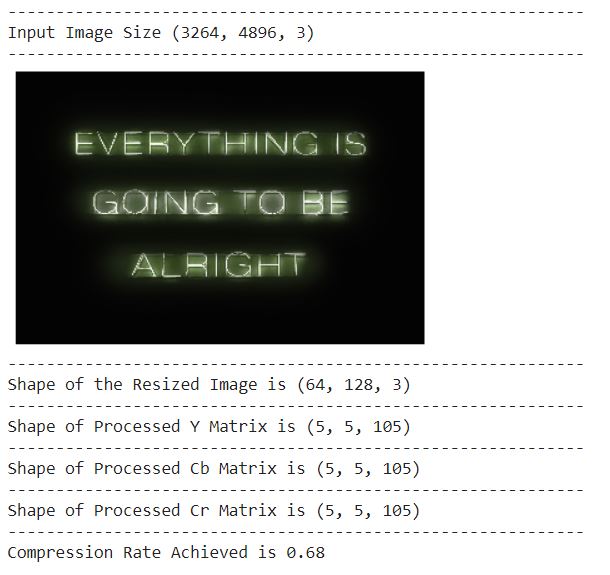 Input Image Size (3264, 4896, 3)
EVERYTHING IS
GOING TO BE
ALRIGHT
Shape of the Resized Image is (64, 128, 3)
Shape of Processed Y Matrix is (5, 5, 105)
Shape of Processed Cb Matrix is (5, 5, 105)
Shape of Processed Cr Matrix is (5, 5, 105)
Compression Rate Achieved is 0.68